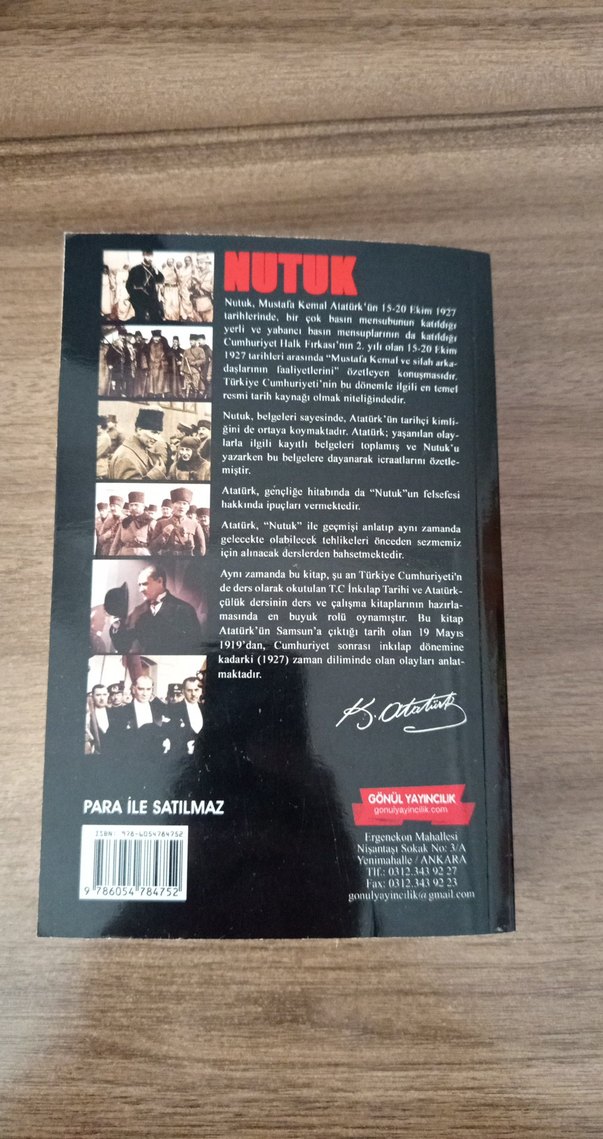 NUTUK
Nutuk, Mustafa Kemal Atatürk'ün 15-20 Ekim 1927
tarihlerinde, bir çok basın mensubunun katıldığı
yerli ve yabancı basın mensuplarının da katıldığı
Cumhuriyet Halk Fırkası'nın 2. yılı olan 15-20 Ekim
1927 tarihleri arasında “Mustafa Kemal ve silah arka-
daşlarının faaliyetlerini” özetleyen konuşmasıdır.
Türkiye Cumhuriyeti'nin bu dönemle ilgili en temel
resmi tarih kaynağı olmak niteliğindedir.
Nutuk, belgeleri sayesinde, Atatürk'ün tarihçi kimli-
ğini de ortaya koymaktadır. Atatürk; yaşanılan olay-
larla ilgili kayıtlı belgeleri toplamış ve Nutuk'u
yazarken bu belgelere dayanarak icraatlarını özetle-
miştir.
Atatürk, gençliğe hitabında da “Nutuk”un felsefesi
hakkında ipuçları vermektedir.
Atatürk, “Nutuk” ile geçmişi anlatıp aynı zamanda
gelecekte olabilecek tehlikeleri önceden sezmemiz
için alınacak derslerden bahsetmektedir.
Aynı zamanda bu kitap, şu an Türkiye Cumhuriyeti'n
de ders olarak okutulan T.C İnkılap Tarihi ve Atatürk-
çülük dersinin ders ve çalışma kitaplarının hazırla-
masında en buyuk rolü oynamıştır. Bu kitap
Atatürk'ün Samsun'a çıktığı tarih olan 19 Mayıs
1919'dan, Cumhuriyet sonrası inkılap dönemine
kadarki (1927) zaman diliminde olan olayları anlat-
maktadır.
K. Atatürk
PARA İLE SATILMAZ
ISBN: 978-6054784752
9 786054 784752
GÖNÜL YAYINCILIK
gonulyayincilik.com
Ergenekon Mahallesi
Nişantaşı Sokak No: 3/A
Yenimahalle / ANKARA
Tlf.: 0312.343 92 27
Fax: 0312.343 92 23
gonulyayincilik@gmail.com